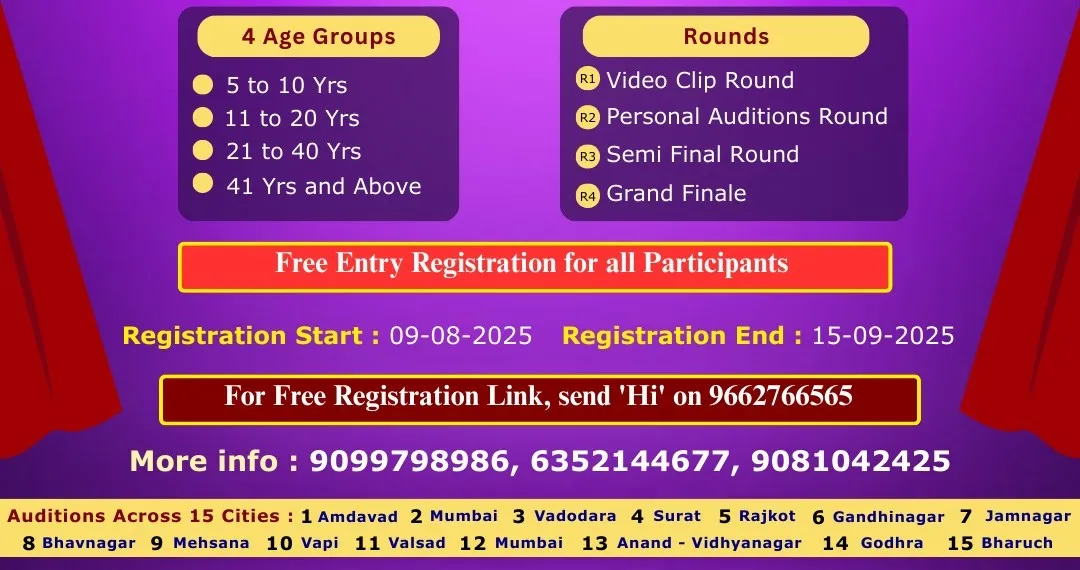 4 Age Groups
5 to 10 Yrs
11 to 20 Yrs
21 to 40 Yrs
41 Yrs and Above
Rounds
R1 Video Clip Round
R2 Personal Auditions Round
R3 Semi Final Round
R4 Grand Finale
Free Entry Registration for all Participants
Registration Start : 09-08-2025 Registration End : 15-09-2025
For Free Registration Link, send 'Hi' on 9662766565
More info : 9099798986, 6352144677, 9081042425
Auditions Across 15 Cities : 1 Amdavad 2 Mumbai 3 Vadodara 4 Surat 5 Rajkot 6 Gandhinagar 7 Jamnagar
8 Bhavnagar 9 Mehsana 10 Vapi 11 Valsad 12 Mumbai 13 Anand - Vidhyanagar 14 Godhra 15 Bharuch